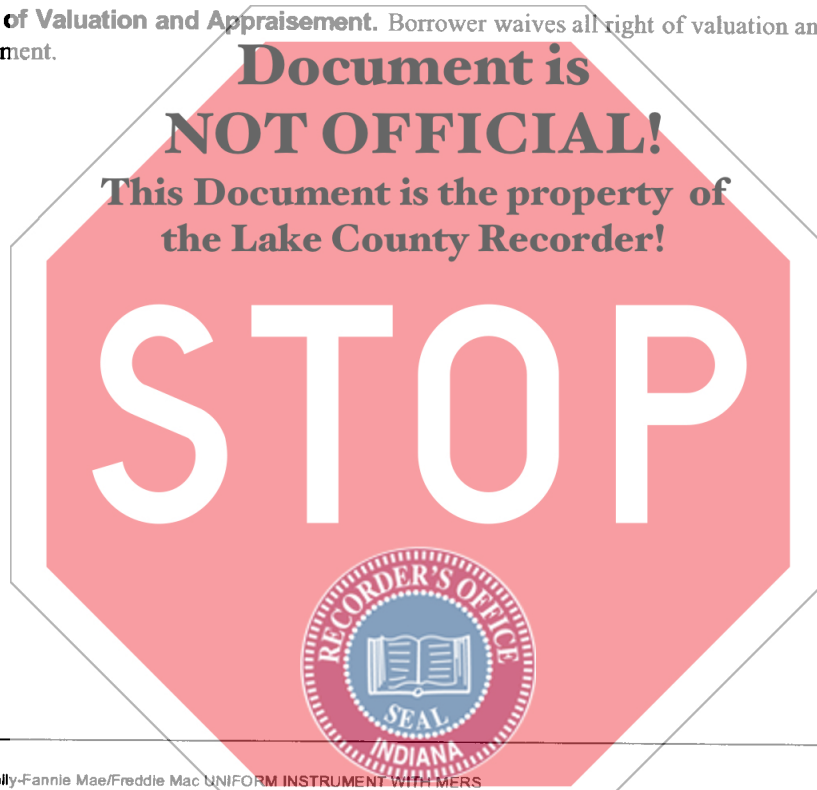 of Valuation and Appraisement. Borrower waives all right of valuation an
ment.
Document is
NOT OFFICIAL!
This Document is the property of
the Lake County Recorder!
STOP
RECORDER'S OFFICE
SEAL
INDIANA
lly-Fannie Mae/Freddie Mac UNIFORM INSTRUMENT WITH MERS